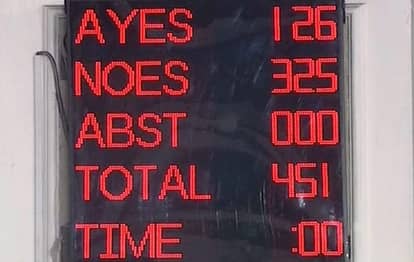 AYES 126
NOES 325
ABST 000
TOTAL 451
TIME :00